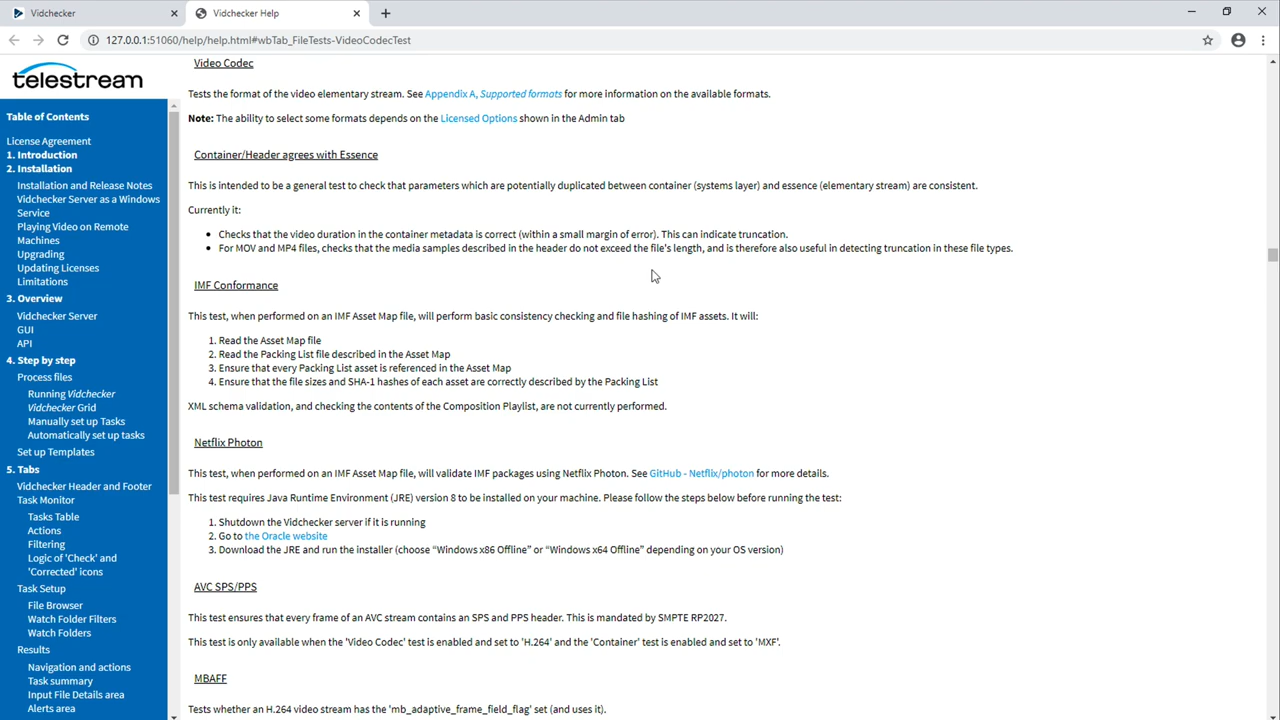 Vidchecker
Vidchecker Help
127.0.0.1:51060/help/help.html#wbTab_FileTests-VideoCodecTest
telestream
Table of Contents
License Agreement
1. Introduction
2. Installation
Installation and Release Notes
Vidchecker Server as a Windows
Service
Playing Video on Remote
Machines
Upgrading
Updating Licenses
Limitations
3. Overview
Vidchecker Server
GUI
API
4. Step by step
Process files
Running Vidchecker
Vidchecker Grid
Manually set up Tasks
Automatically set up tasks
Set up Templates
5. Tabs
Vidchecker Header and Footer
Task Monitor
Tasks Table
Actions
Filtering
Logic of 'Check' and
'Corrected' icons
Task Setup
File Browser
Watch Folder Filters
Watch Folders
Results
Navigation and actions
Task summary
Input File Details area
Alerts area
Video Codec
Tests the format of the video elementary stream. See Appendix A, Supported formats for more information on the available formats.
Note: The ability to select some formats depends on the Licensed Options shown in the Admin tab
Container/Header agrees with Essence
This is intended to be a general test to check that parameters which are potentially duplicated between container (systems layer) and essence (elementary stream) are consistent.
Currently it:
• Checks that the video duration in the container metadata is correct (within a small margin of error). This can indicate truncation.
• For MOV and MP4 files, checks that the media samples described in the header do not exceed the file's length, and is therefore also useful in detecting truncation in these file types.
IMF Conformance
This test, when performed on an IMF Asset Map file, will perform basic consistency checking and file hashing of IMF assets. It will:
1. Read the Asset Map file
2. Read the Packing List file described in the Asset Map
3. Ensure that every Packing List asset is referenced in the Asset Map
4. Ensure that the file sizes and SHA-1 hashes of each asset are correctly described by the Packing List
XML schema validation, and checking the contents of the Composition Playlist, are not currently performed.
Netflix Photon
This test, when performed on an IMF Asset Map file, will validate IMF packages using Netflix Photon. See GitHub - Netflix/photon for more details.
This test requires Java Runtime Environment (JRE) version 8 to be installed on your machine. Please follow the steps below before running the test:
1. Shutdown the Vidchecker server if it is running
2. Go to the Oracle website
3. Download the JRE and run the installer (choose “Windows x86 Offline” or “Windows x64 Offline” depending on your OS version)
AVC SPS/PPS
This test ensures that every frame of an AVC stream contains an SPS and PPS header. This is mandated by SMPTE RP2027.
This test is only available when the 'Video Codec' test is enabled and set to 'H.264' and the 'Container' test is enabled and set to 'MXF'.
MBAFF
Tests whether an H.264 video stream has the 'mb_adaptive_frame_field_flag' set (and uses it).